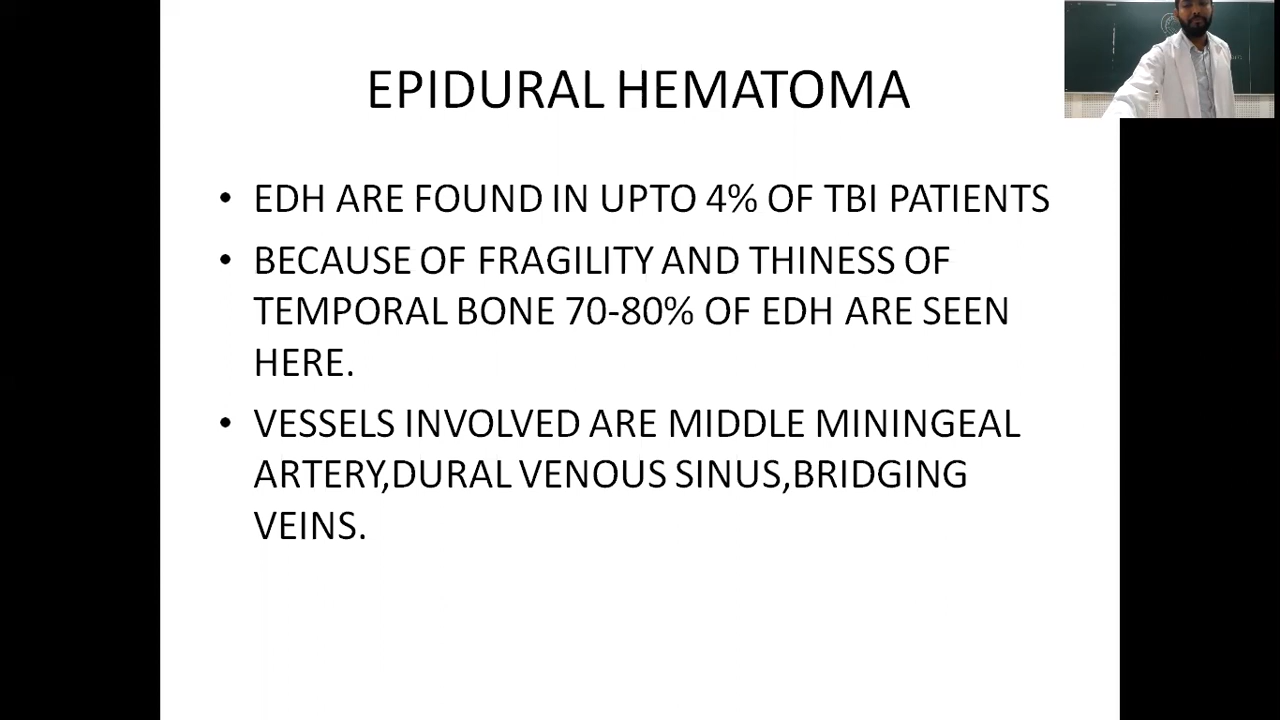 EPIDURAL HEMATOMA
• EDH ARE FOUND IN UPTO 4% OF TBI PATIENTS
• BECAUSE OF FRAGILITY AND THINESS OF
TEMPORAL BONE 70-80% OF EDH ARE SEEN
HERE.
• VESSELS INVOLVED ARE MIDDLE MININGEAL
ARTERY,DURAL VENOUS SINUS,BRIDGING
VEINS.